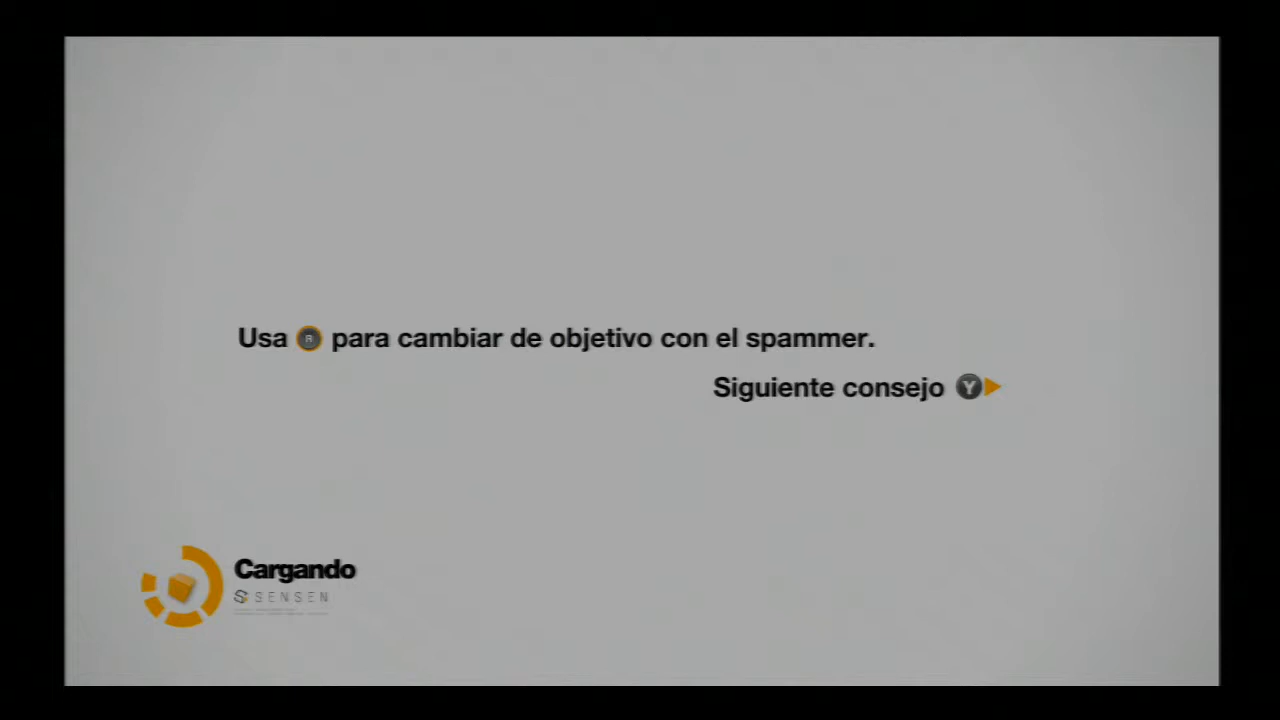 Usa R para cambiar de objetivo con el spammer.
Siguiente consejo Y
Cargando
SENSEN